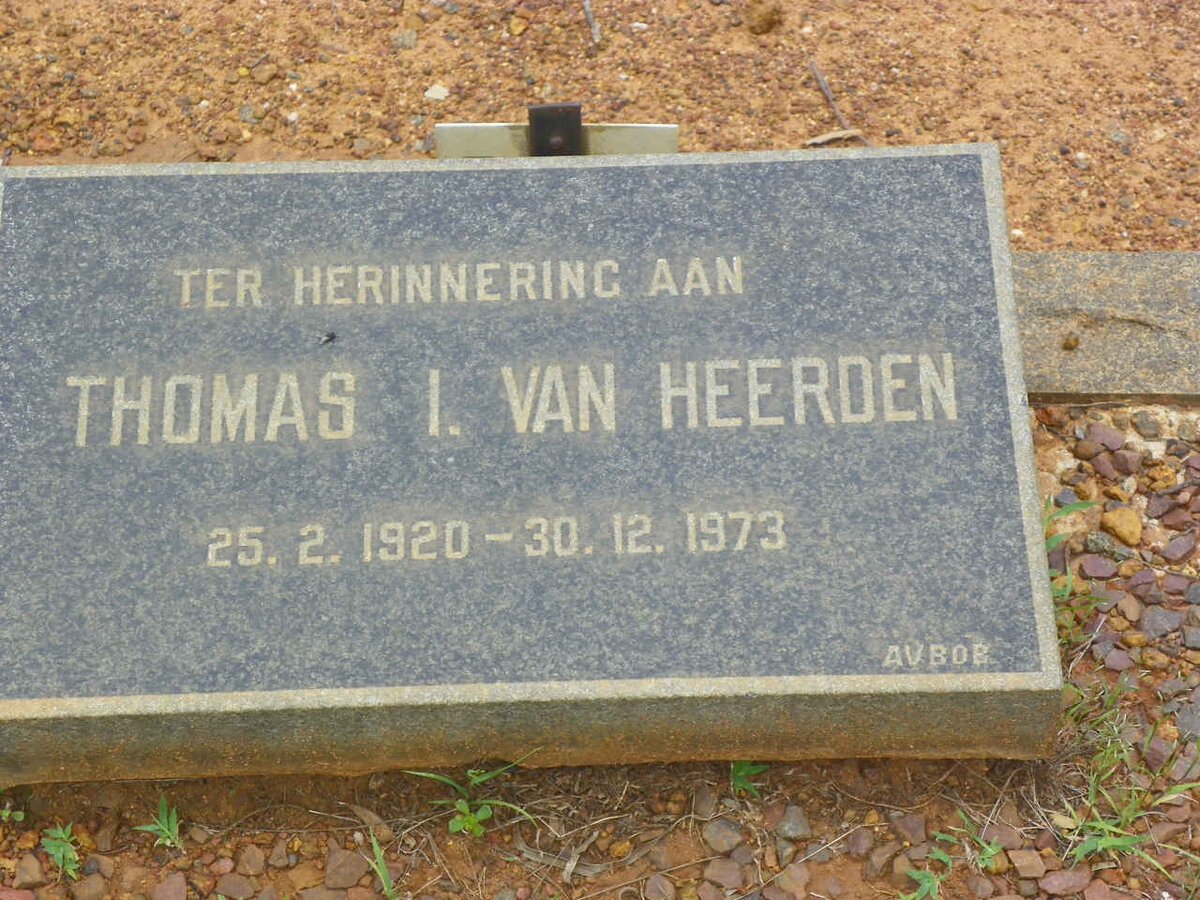 TER HERINNERING AAN
THOMAS I. VAN HEERDEN
25. 2. 1920 – 30. 12. 1973
AVBOB